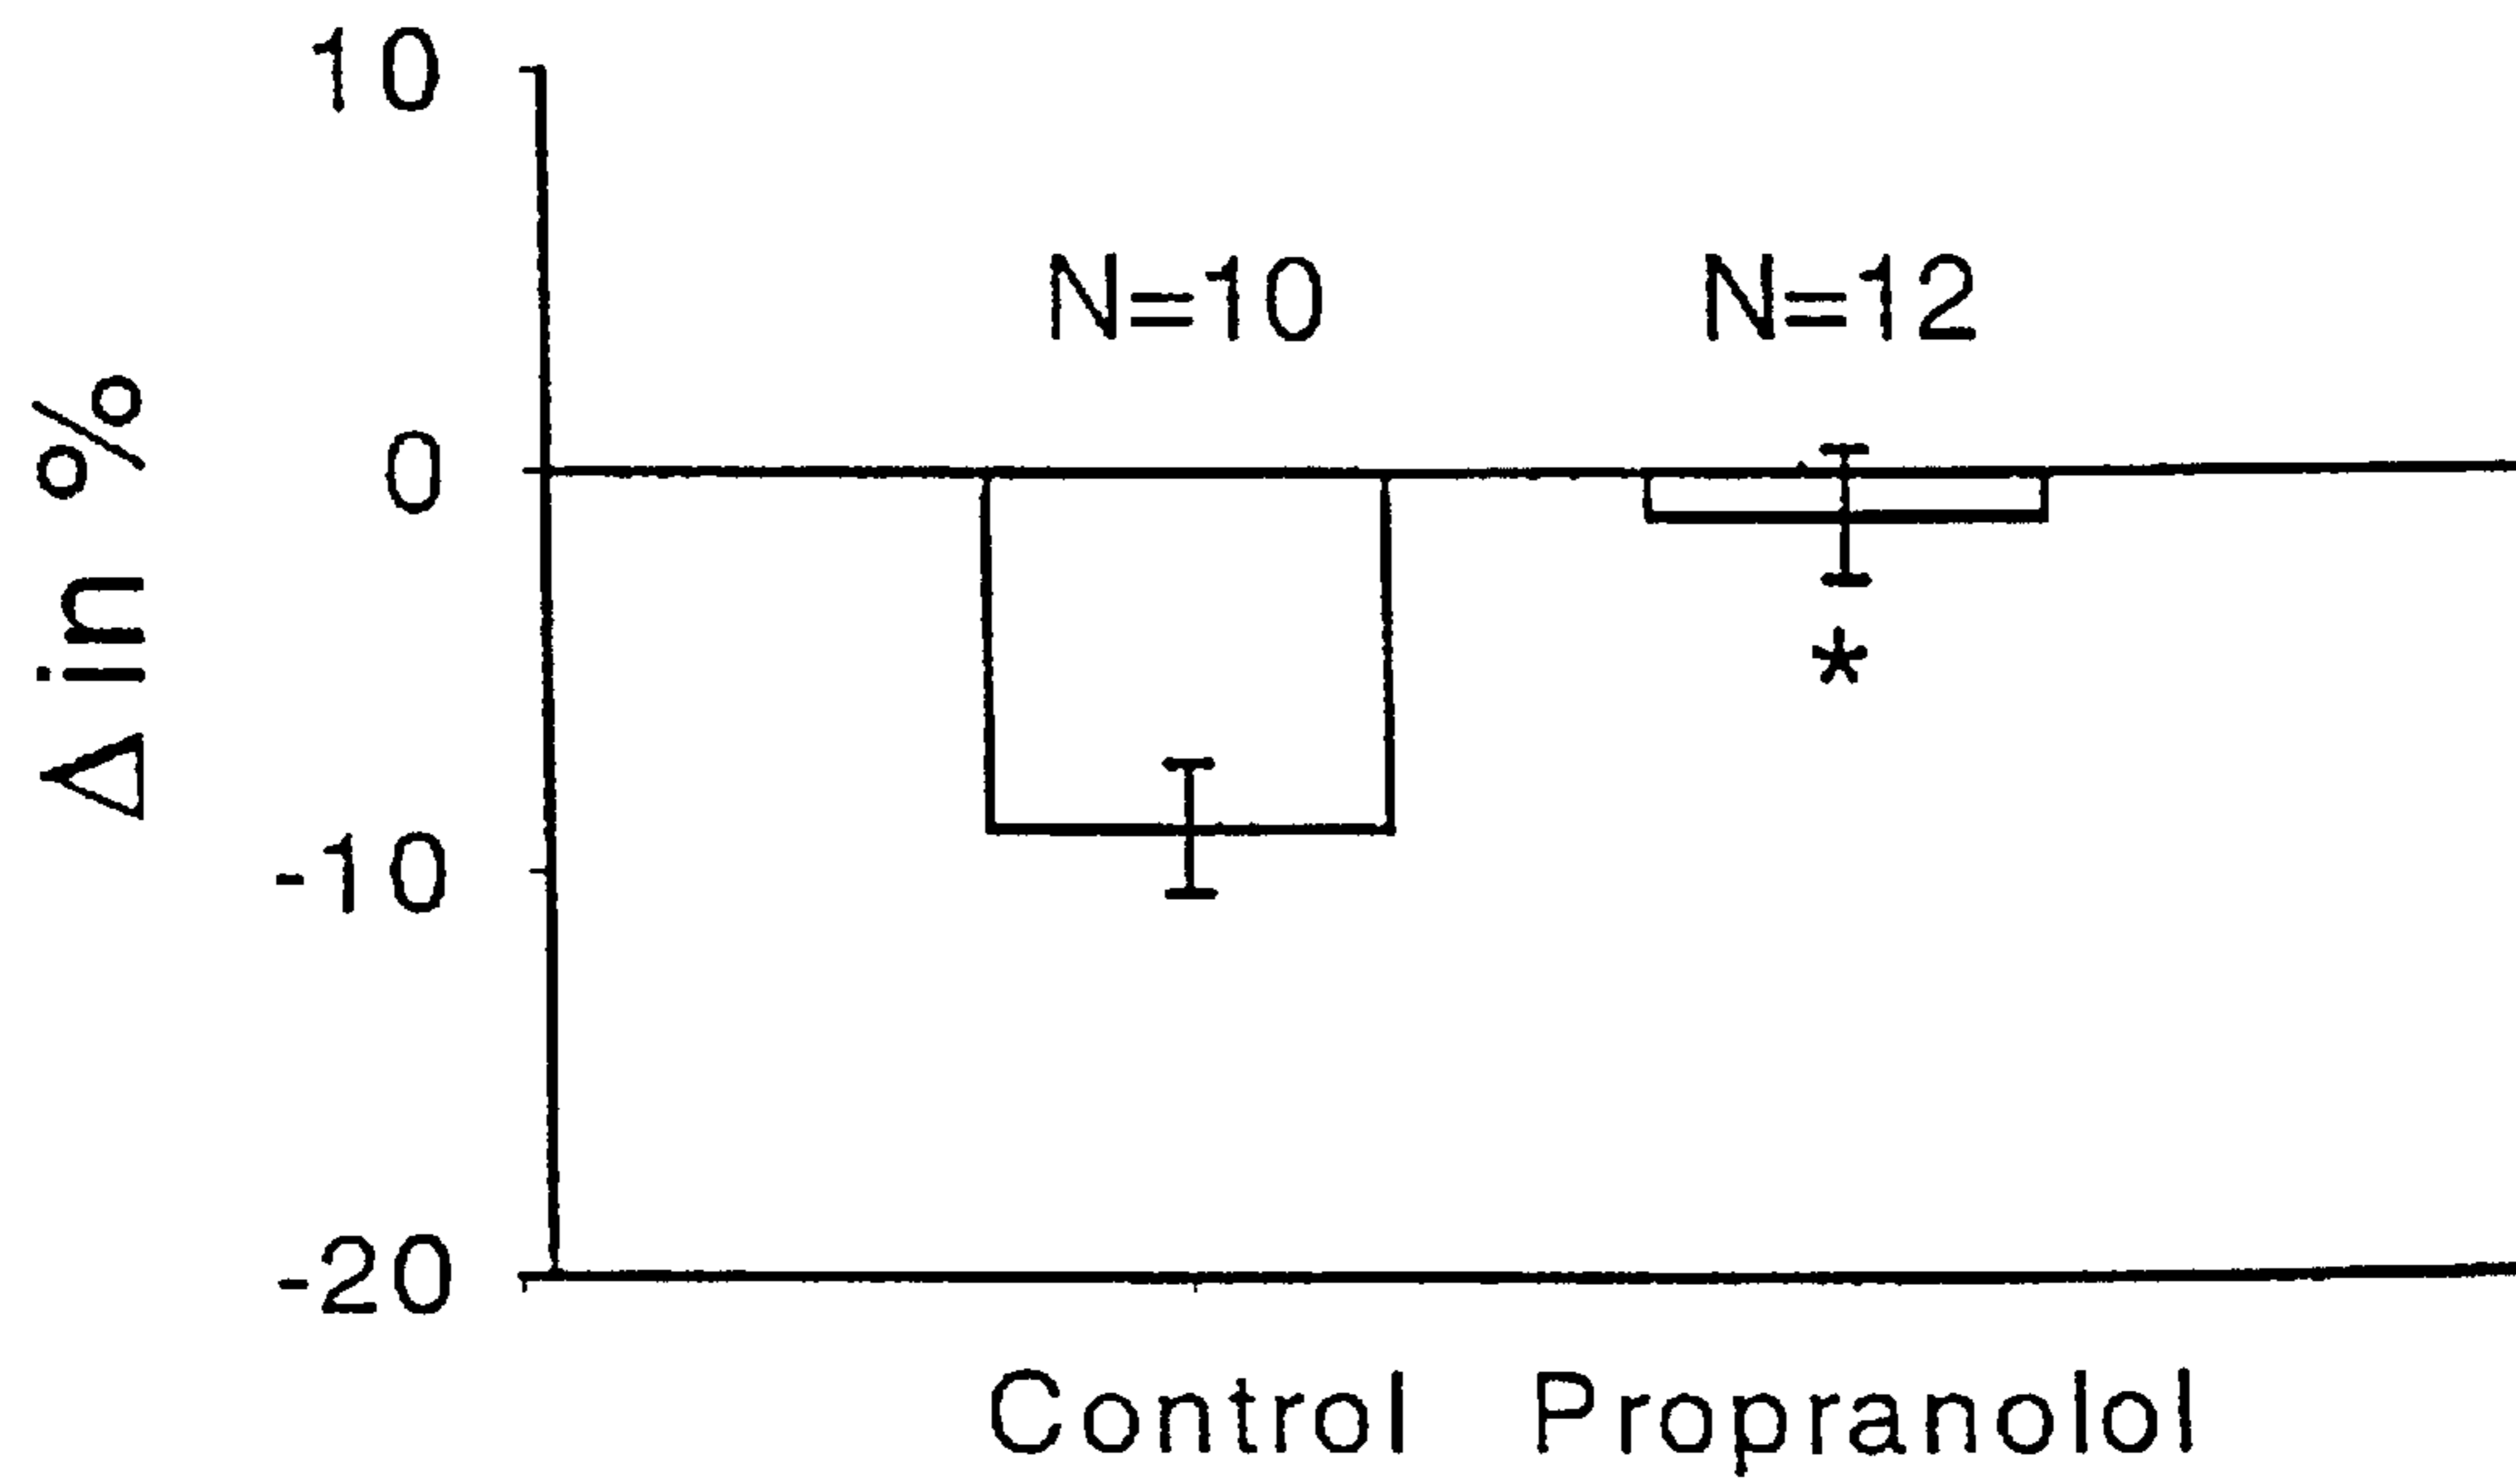 Δ in %
10
0
-10
-20
N=10 N=12
*
Control Propranolol